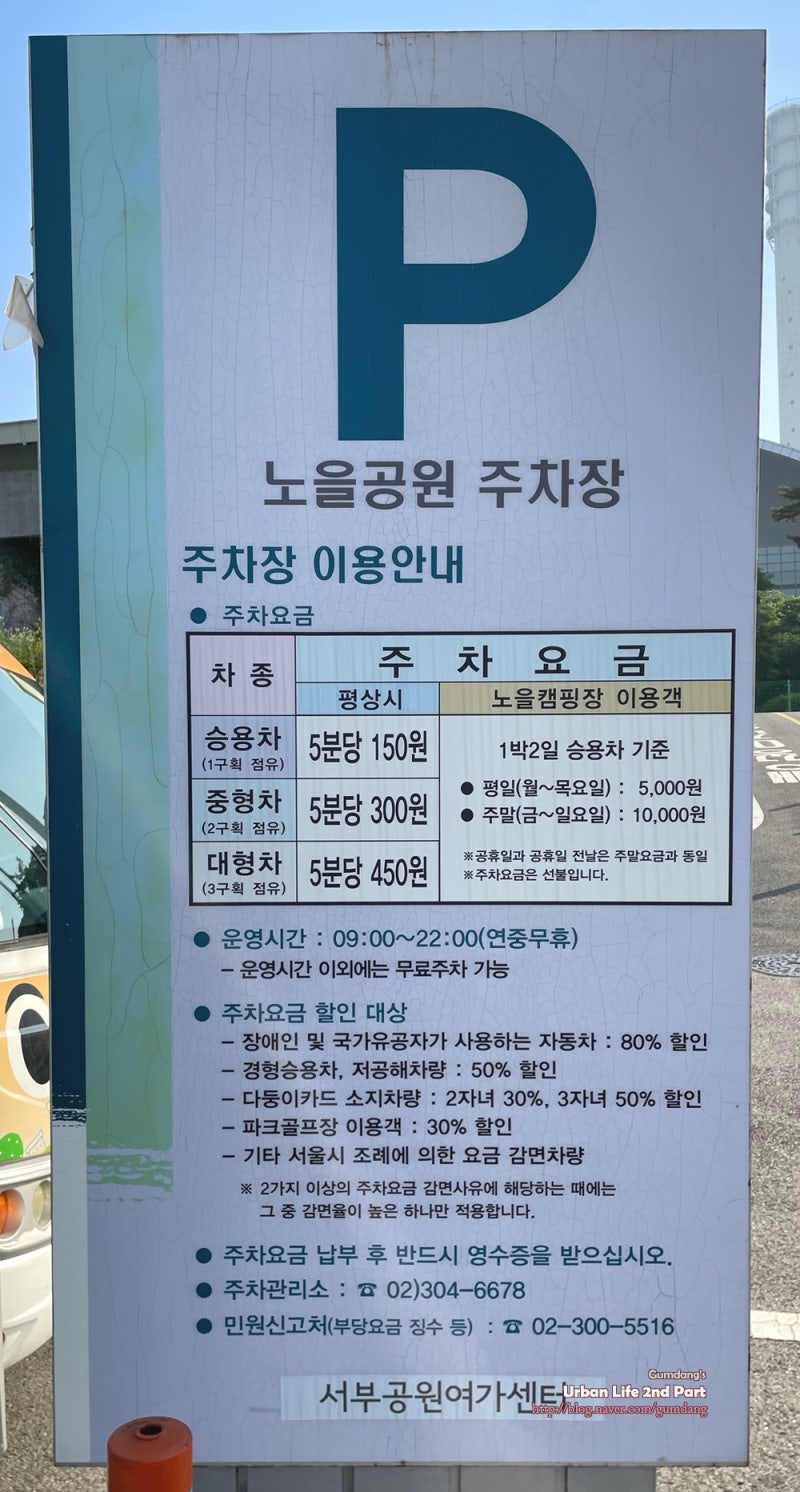 P
노을공원 주차장
주차장 이용안내
● 주차요금
차 종
주 차 요 금
평상시
노을캠핑장 이용객
승용차
(1구획 점유)
5분당 150원
중형차
(2구획 점유)
5분당 300원
대형차
(3구획 점유)
5분당 450원
1박2일 승용차 기준
● 평일(월~목요일) : 5,000원
● 주말(금~일요일) : 10,000원
※공휴일과 공휴일 전날은 주말요금과 동일
※주차요금은 선불입니다.
● 운영시간 : 09:00~22:00(연중무휴)
– 운영시간 이외에는 무료주차 가능
● 주차요금 할인 대상
– 장애인 및 국가유공자가 사용하는 자동차 : 80% 할인
– 경형승용차, 저공해차량 : 50% 할인
– 다둥이카드 소지차량 : 2자녀 30%, 3자녀 50% 할인
– 파크골프장 이용객 : 30% 할인
– 기타 서울시 조례에 의한 요금 감면차량
※ 2가지 이상의 주차요금 감면사유에 해당하는 때에는
그 중 감면율이 높은 하나만 적용합니다.
● 주차요금 납부 후 반드시 영수증을 받으십시오.
● 주차관리소 : ☎ 02)304–6678
● 민원신고처(부당요금 징수 등) : ☎ 02–300–5516
서부공원여가센터
Gumdang's
Urban Life 2nd Part
http://blog.naver.com/gumdang